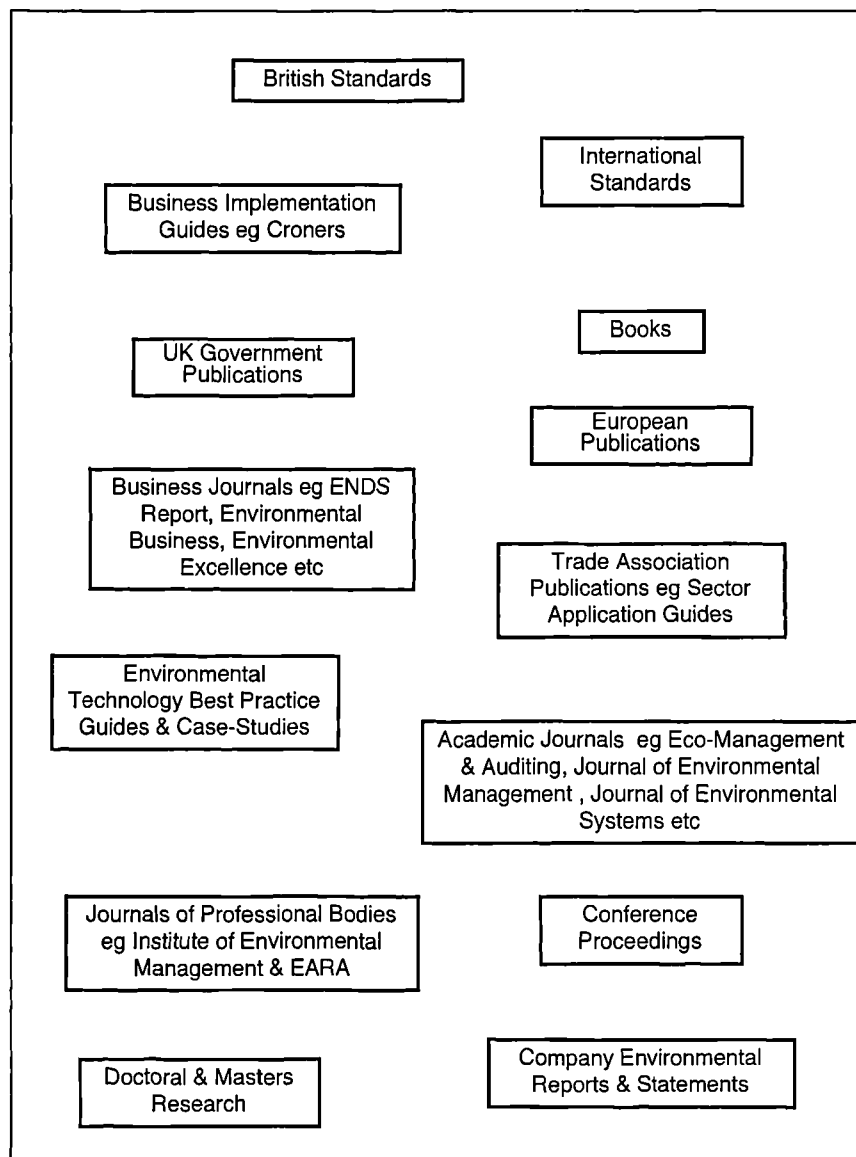 British Standards
International
Standards
Business Implementation
Guides eg Croners
Books
UK Government
Publications
European
Publications
Business Journals eg ENDS
Report, Environmental
Business, Environmental
Excellence etc
Trade Association
Publications eg Sector
Application Guides
Environmental
Technology Best Practice
Guides & Case-Studies
Academic Journals eg Eco-Management
& Auditing, Journal of Environmental
Management , Journal of Environmental
Systems etc
Journals of Professional Bodies
eg Institute of Environmental
Management & EARA
Conference
Proceedings
Company Environmental
Reports & Statements
Doctoral & Masters
Research